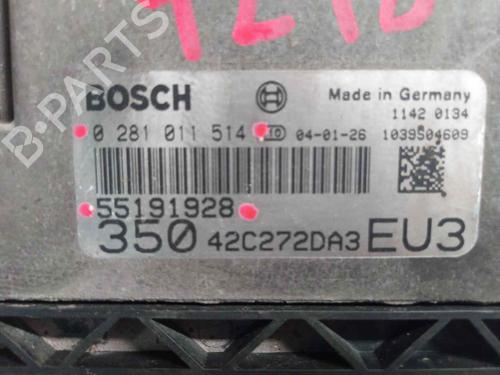 B-PARTS
BOSCH
Made in Germany
1142 0134
0 281 011 514
10
04-01-26
1039S04609
55191928
350 42C272DA3 EU3